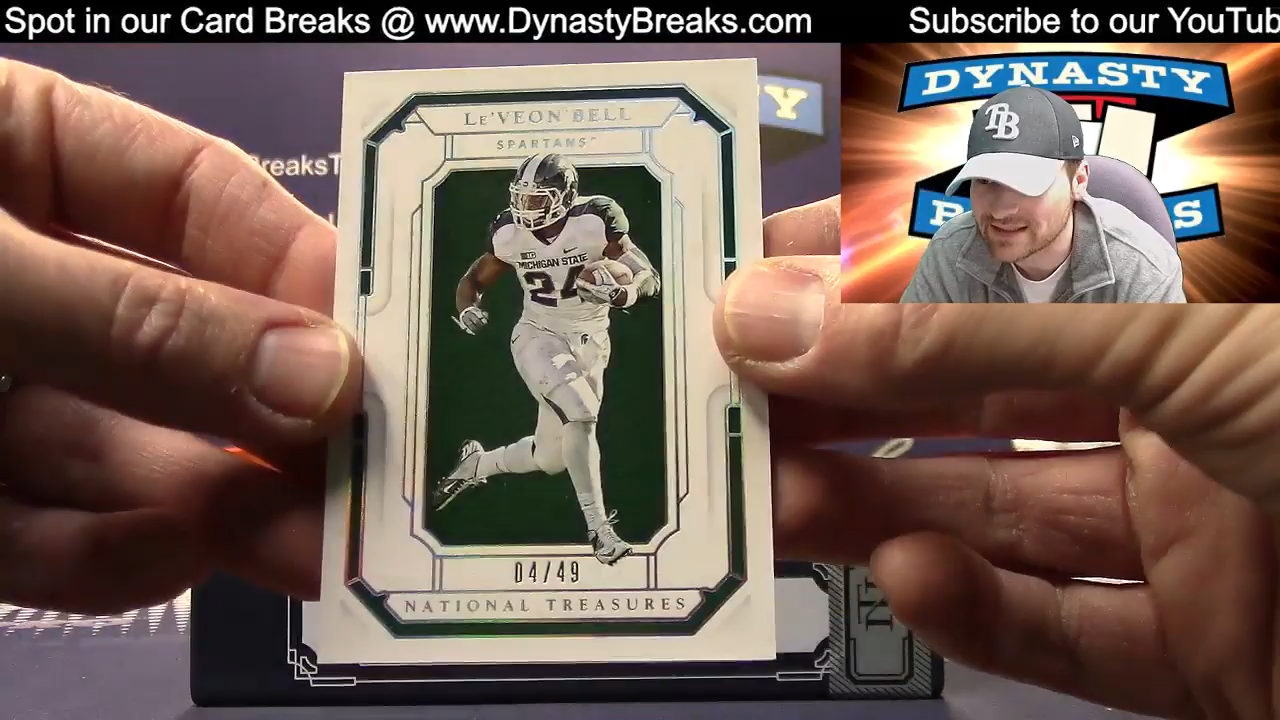 Spot in our Card Breaks @ www.DynastyBreaks.com
Subscribe to our YouTub
DYNASTY
TB
Y
reaksT
LE'VEON BELL
SPARTANS
MICHIGAN STATE
24
04/49
NATIONAL TREASURES